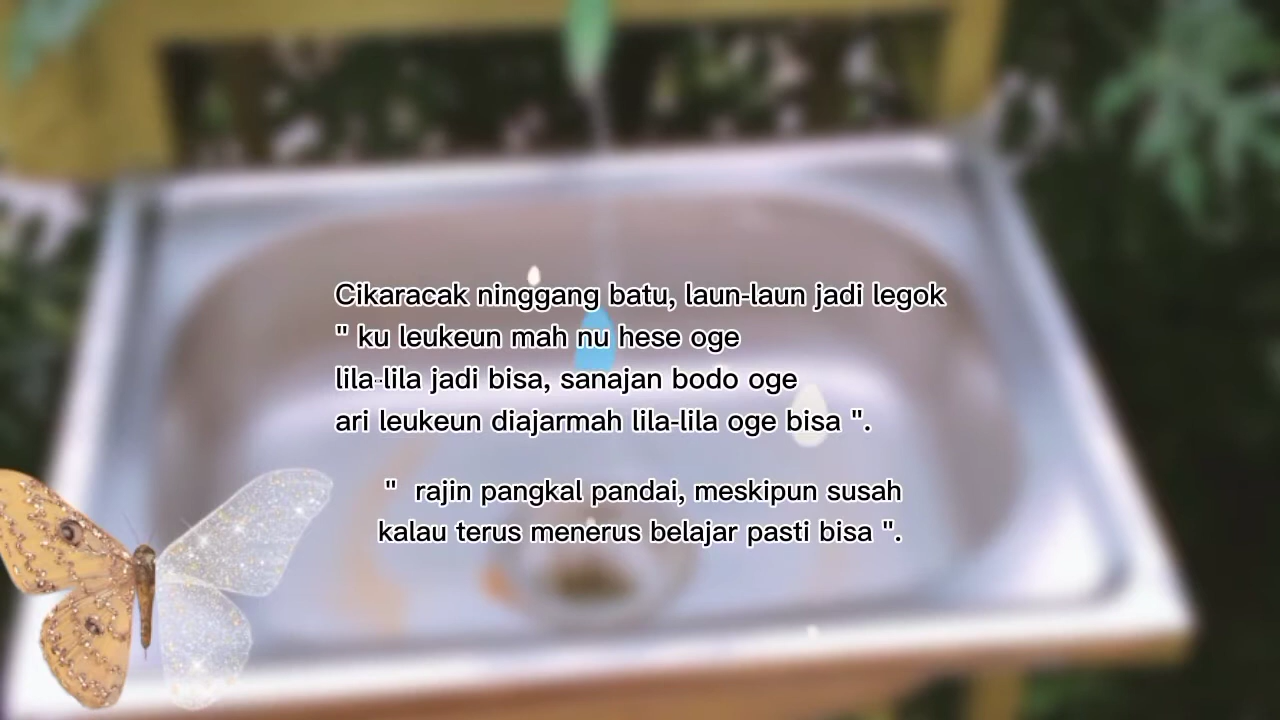 Cikaracak ninggang batu, laun-laun jadi legok
" ku leukeun mah nu hese oge
lila-lila jadi bisa, sanajan bodo oge
ari leukeun diajarmah lila-lila oge bisa ".
" rajin pangkal pandai, meskipun susah
kalau terus menerus belajar pasti bisa ".